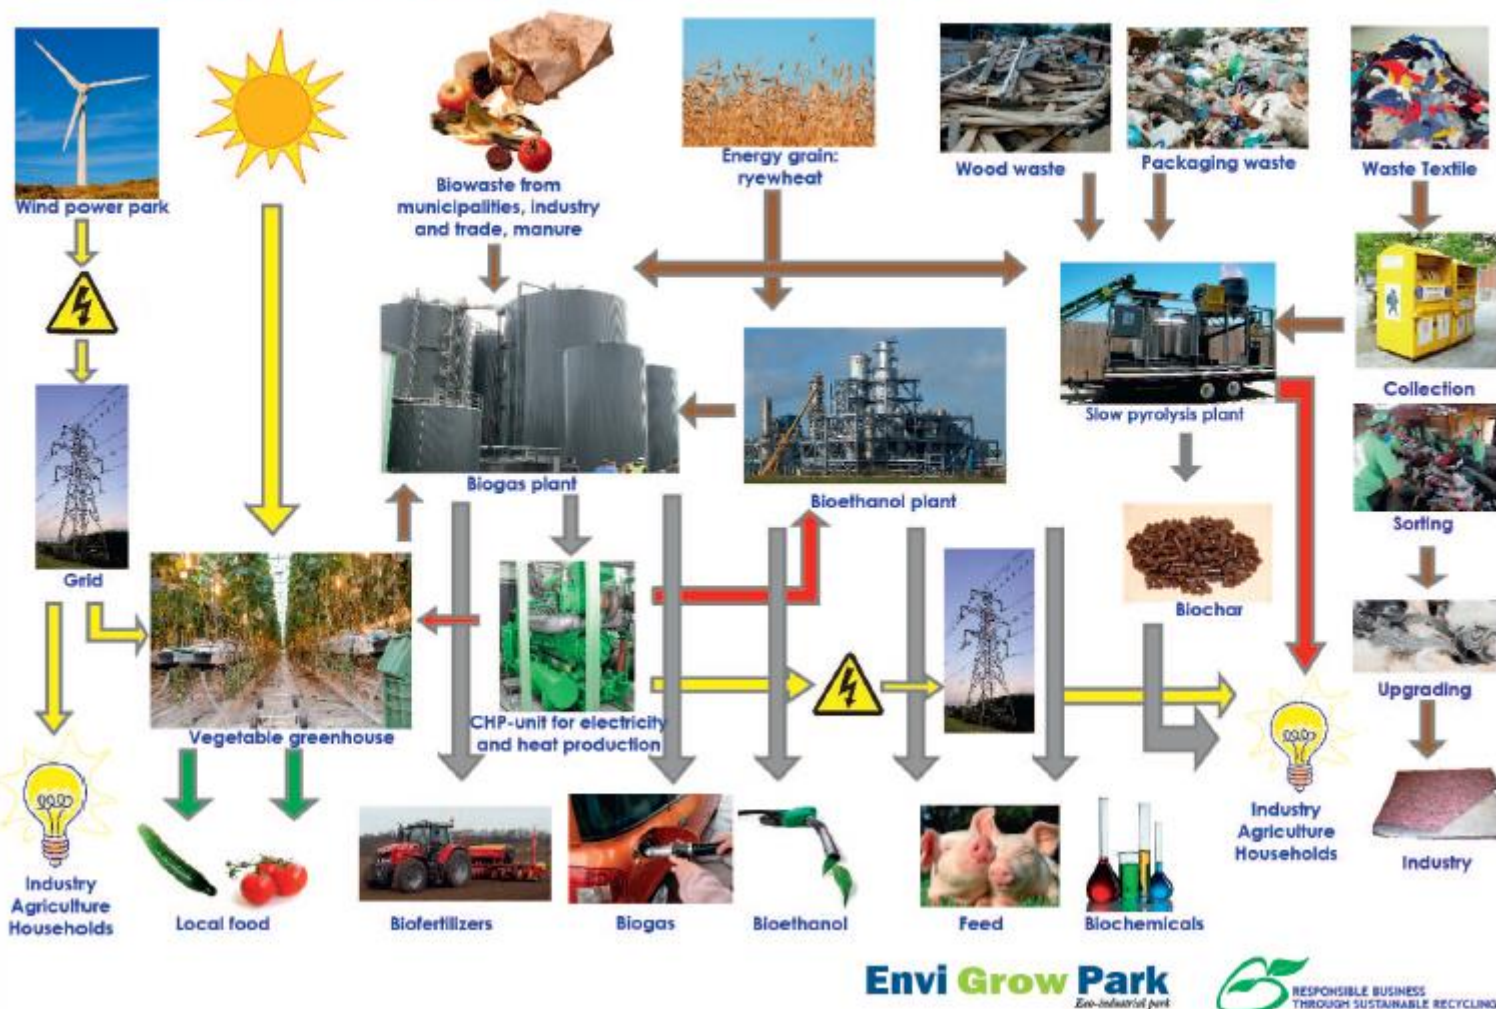 Wind power park
Biowaste from
municipalities, industry
and trade, manure
Energy grain:
ryewheat
Wood waste
Packaging waste
Waste Textile
Collection
Slow pyrolysis plant
Biogas plant
Bioethanol plant
Sorting
Grid
Biochar
Upgrading
Vegetable greenhouse
CHP-unit for electricity
and heat production
Industry
Agriculture
Households
Industry
Industry
Agriculture
Households
Local food
Biofertilizers
Biogas
Bioethanol
Feed
Biochemicals
Envi Grow Park
Eco-industrial park
RESPONSIBLE BUSINESS
THROUGH SUSTAINABLE RECYCLING